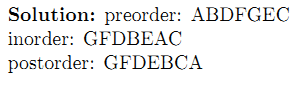 Solution: preorder: ABDFGEC
inorder: GFDBEAC
postorder: GFDEBCA